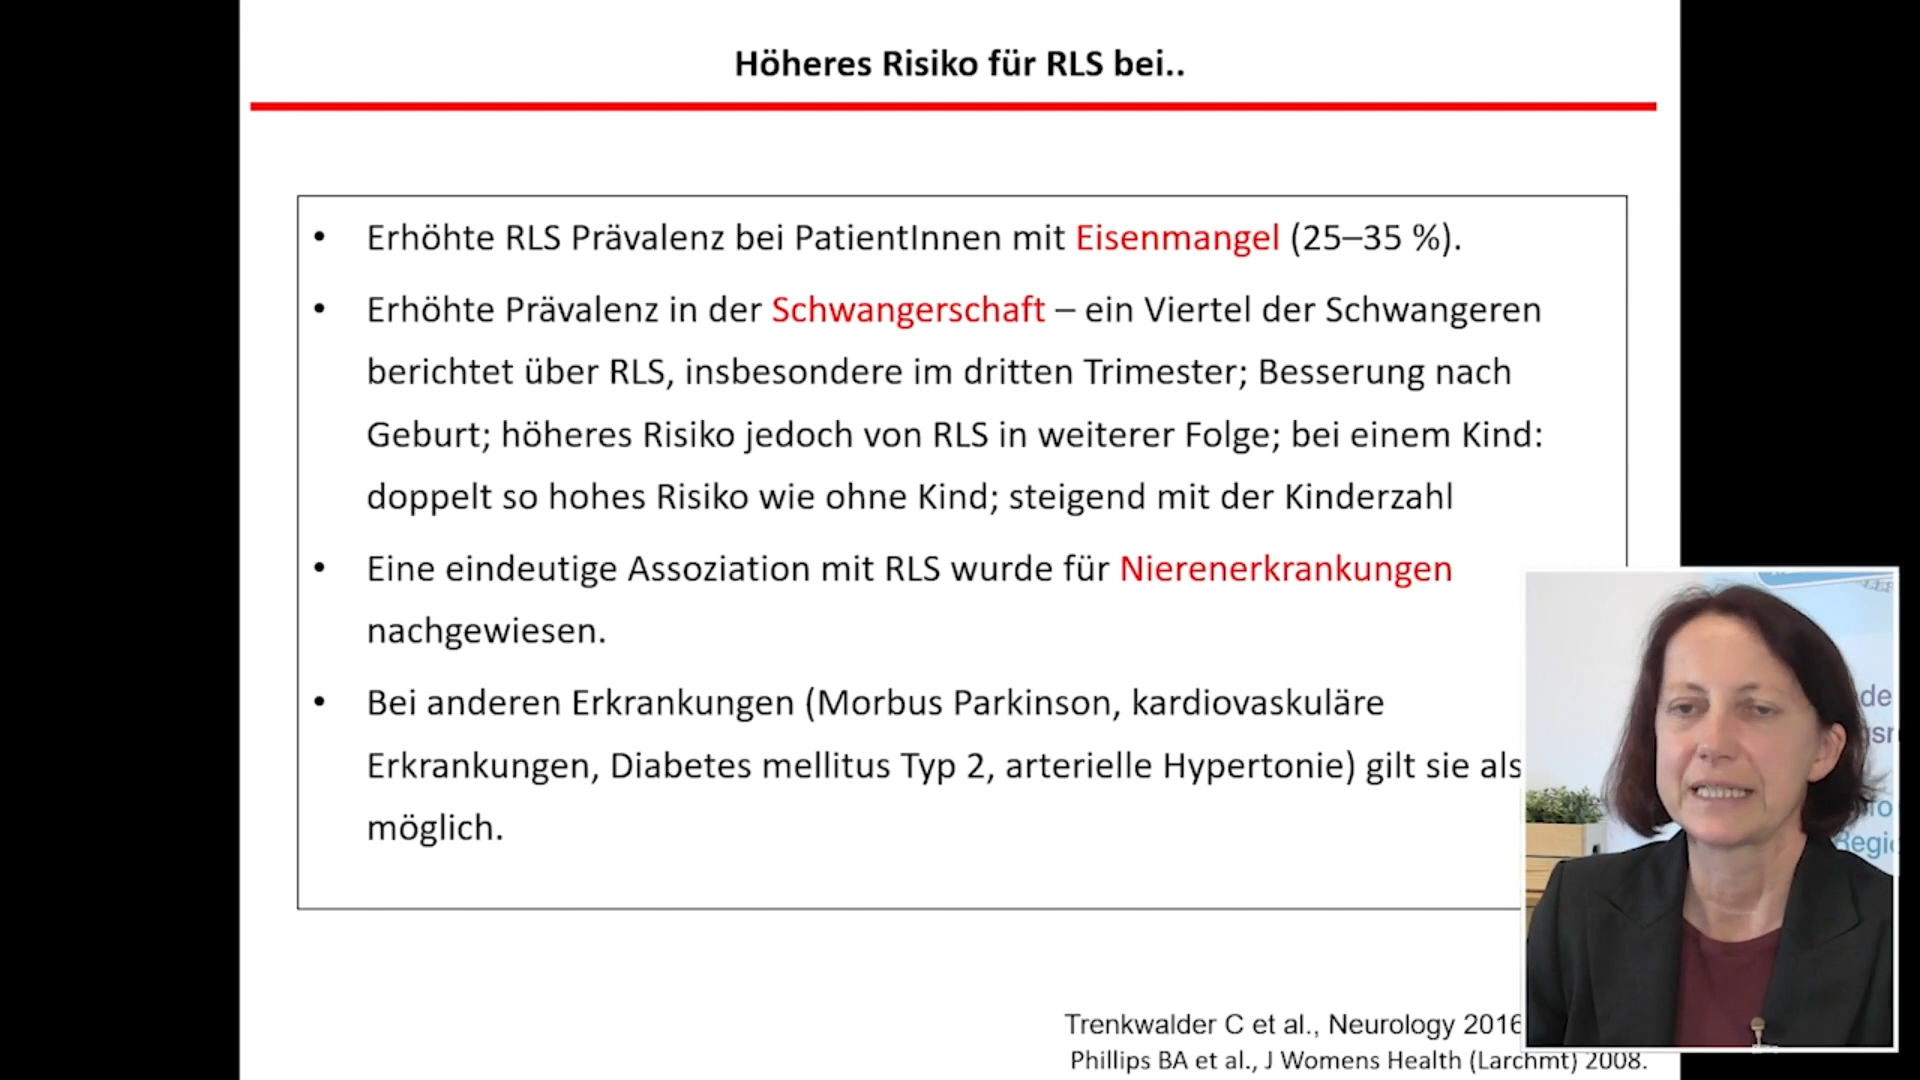 Höheres Risiko für RLS bei..
• Erhöhte RLS Prävalenz bei PatientInnen mit Eisenmangel (25–35 %).
• Erhöhte Prävalenz in der Schwangerschaft – ein Viertel der Schwangeren
berichtet über RLS, insbesondere im dritten Trimester; Besserung nach
Geburt; höheres Risiko jedoch von RLS in weiterer Folge; bei einem Kind:
doppelt so hohes Risiko wie ohne Kind; steigend mit der Kinderzahl
• Eine eindeutige Assoziation mit RLS wurde für Nierenerkrankungen
nachgewiesen.
• Bei anderen Erkrankungen (Morbus Parkinson, kardiovaskuläre
Erkrankungen, Diabetes mellitus Typ 2, arterielle Hypertonie) gilt sie als
möglich.
Trenkwalder C et al., Neurology 2016
Phillips BA et al., J Womens Health (Larchmt) 2008.